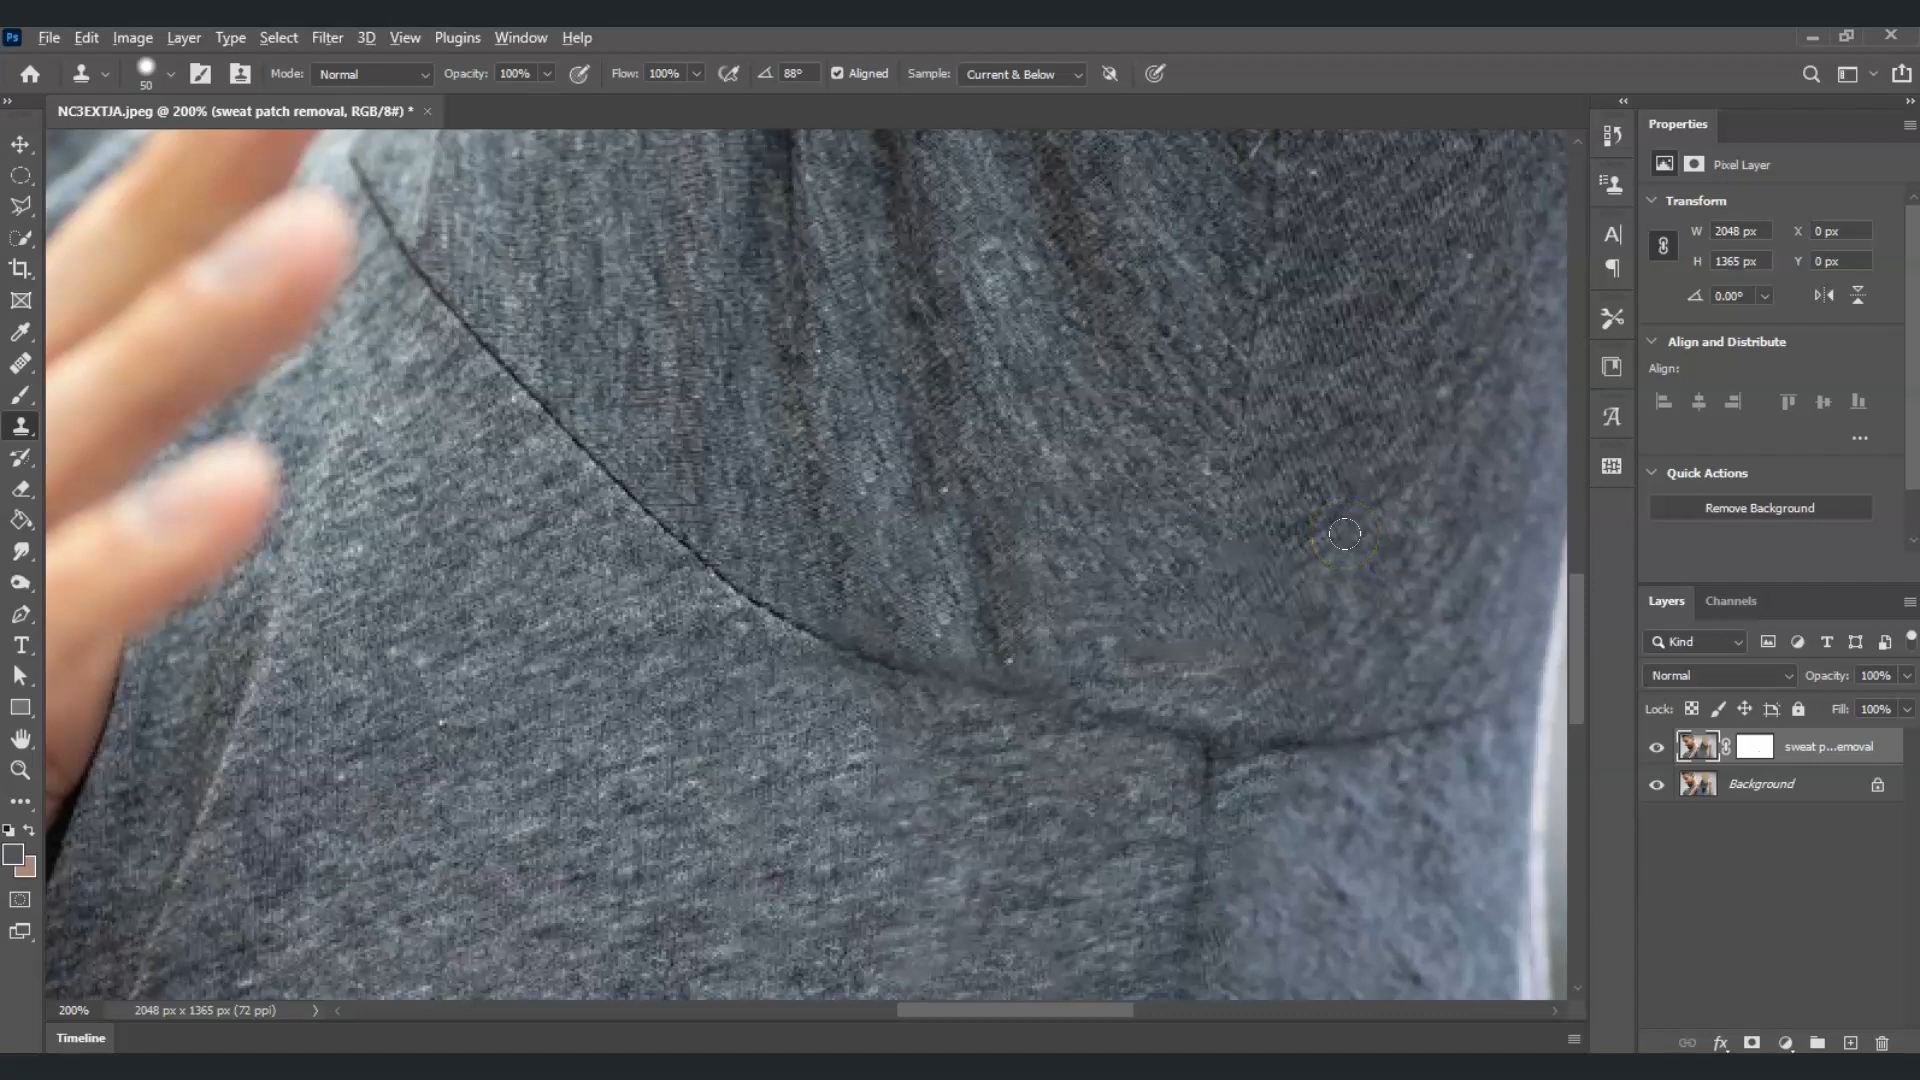 Ps File Edit Image Layer Type Select Filter 3D View Plugins Window Help
50 Mode: Normal Opacity: 100% Flow: 100% 88° Aligned Sample: Current & Below
NC3EXTJA.jpeg @ 200% (sweat patch removal, RGB/8#) * ×
Properties
Pixel Layer
Transform
W 2048 px X 0 px
H 1365 px Y 0 px
0.00°
Align and Distribute
Align:
Quick Actions
Remove Background
Layers Channels
Kind
Normal Opacity: 100%
Lock: Fill: 100%
sweat p...emoval
Background
200% 2048 px x 1365 px (72 ppi)
Timeline
fx